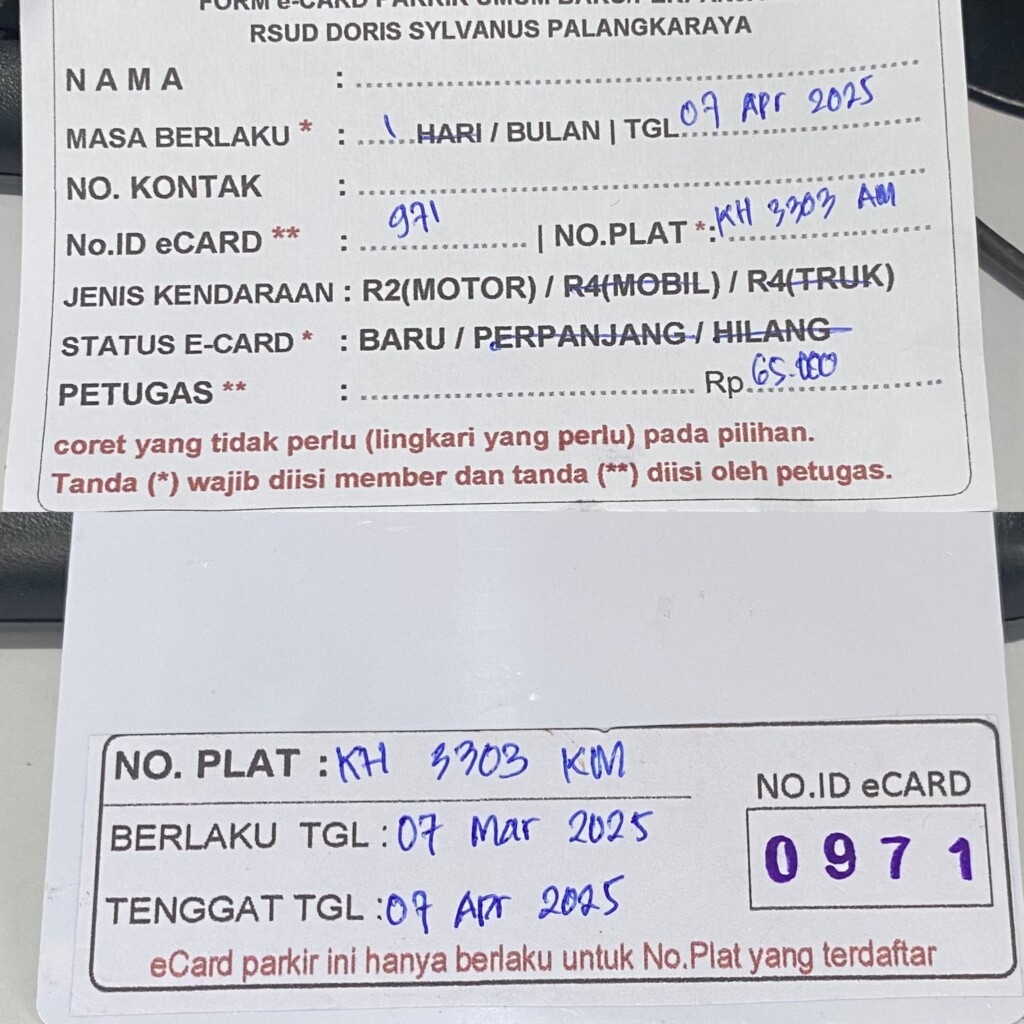 RSUD DORIS SYLVANUS PALANGKARAYA
N A M A :
MASA BERLAKU * : 1 HARI / BULAN | TGL 07 Apr 2025
NO. KONTAK :
No.ID eCARD ** : 971 | NO.PLAT *: KH 3303 AM
JENIS KENDARAAN : R2(MOTOR) / R4(MOBIL) / R4(TRUK)
STATUS E-CARD * : BARU / PERPANJANG / HILANG
PETUGAS ** : Rp. 65.000
coret yang tidak perlu (lingkari yang perlu) pada pilihan.
Tanda (*) wajib diisi member dan tanda (**) diisi oleh petugas.
NO. PLAT : KH 3303 KM
BERLAKU TGL : 07 Mar 2025
TENGGAT TGL : 07 Apr 2025
NO.ID eCARD
0971
eCard parkir ini hanya berlaku untuk No.Plat yang terdaftar